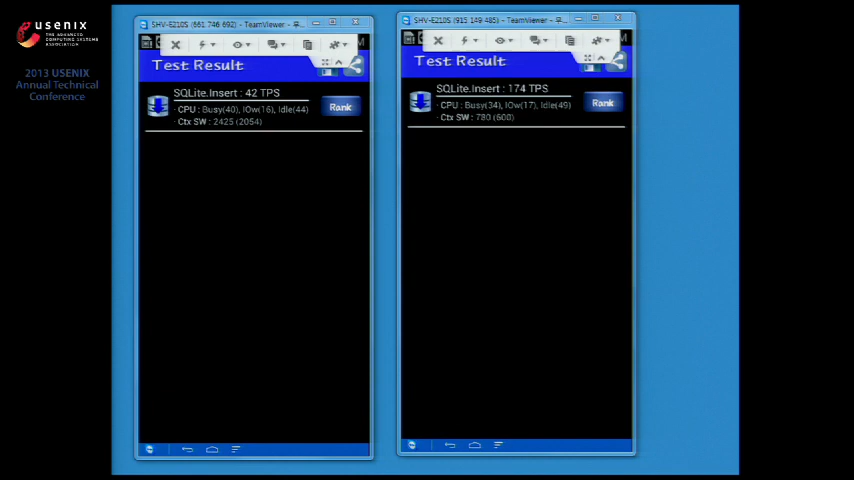 usenix
THE ADVANCED
COMPUTING SYSTEMS
ASSOCIATION
2013 USENIX
Annual Technical
Conference
SHV-E210S (661 746 692) - TeamViewer - 무...
Test Result
SQLite.Insert : 42 TPS
· CPU : Busy(40), IOw(16), Idle(44)
· Ctx SW : 2425 (2054)
Rank
SHV-E210S (915 149 485) - TeamViewer - 무...
Test Result
SQLite.Insert : 174 TPS
· CPU : Busy(34), IOw(17), Idle(49)
· Ctx SW : 780 (600)
Rank